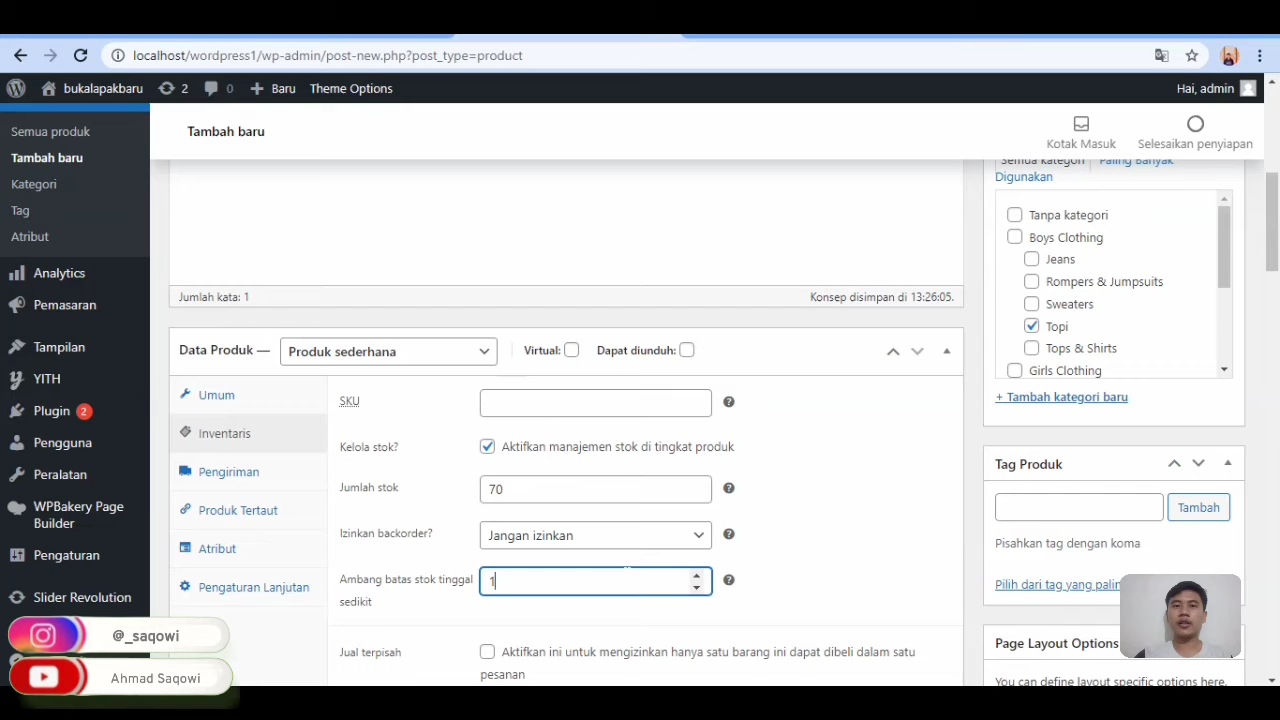 localhost/wordpress1/wp-admin/post-new.php?post_type=product
bukalapakbaru
2
0
Baru
Theme Options
Hai, admin
Semua produk
Tambah baru
Kategori
Tag
Atribut
Analytics
Pemasaran
Tampilan
YITH
Plugin 2
Pengguna
Peralatan
WPBakery Page
Builder
Pengaturan
Slider Revolution
Tambah baru
Kotak Masuk
Selesaikan penyiapan
Jumlah kata: 1
Konsep disimpan di 13:26:05.
Data Produk —
Produk sederhana
Virtual:
Dapat diunduh:
Umum
Inventaris
Pengiriman
Produk Tertaut
Atribut
Pengaturan Lanjutan
SKU
Kelola stok?
Aktifkan manajemen stok di tingkat produk
Jumlah stok
70
Izinkan backorder?
Jangan izinkan
Ambang batas stok tinggal
sedikit
1
Jual terpisah
Aktifkan ini untuk mengizinkan hanya satu barang ini dapat dibeli dalam satu
pesanan
Semua kategori
Paling Banyak
Digunakan
Tanpa kategori
Boys Clothing
Jeans
Rompers & Jumpsuits
Sweaters
Topi
Tops & Shirts
Girls Clothing
+ Tambah kategori baru
Tag Produk
Tambah
Pisahkan tag dengan koma
Pilih dari tag yang palin
Page Layout Options
You can define layout specific options here.
@_saqowi
Ahmad Saqowi